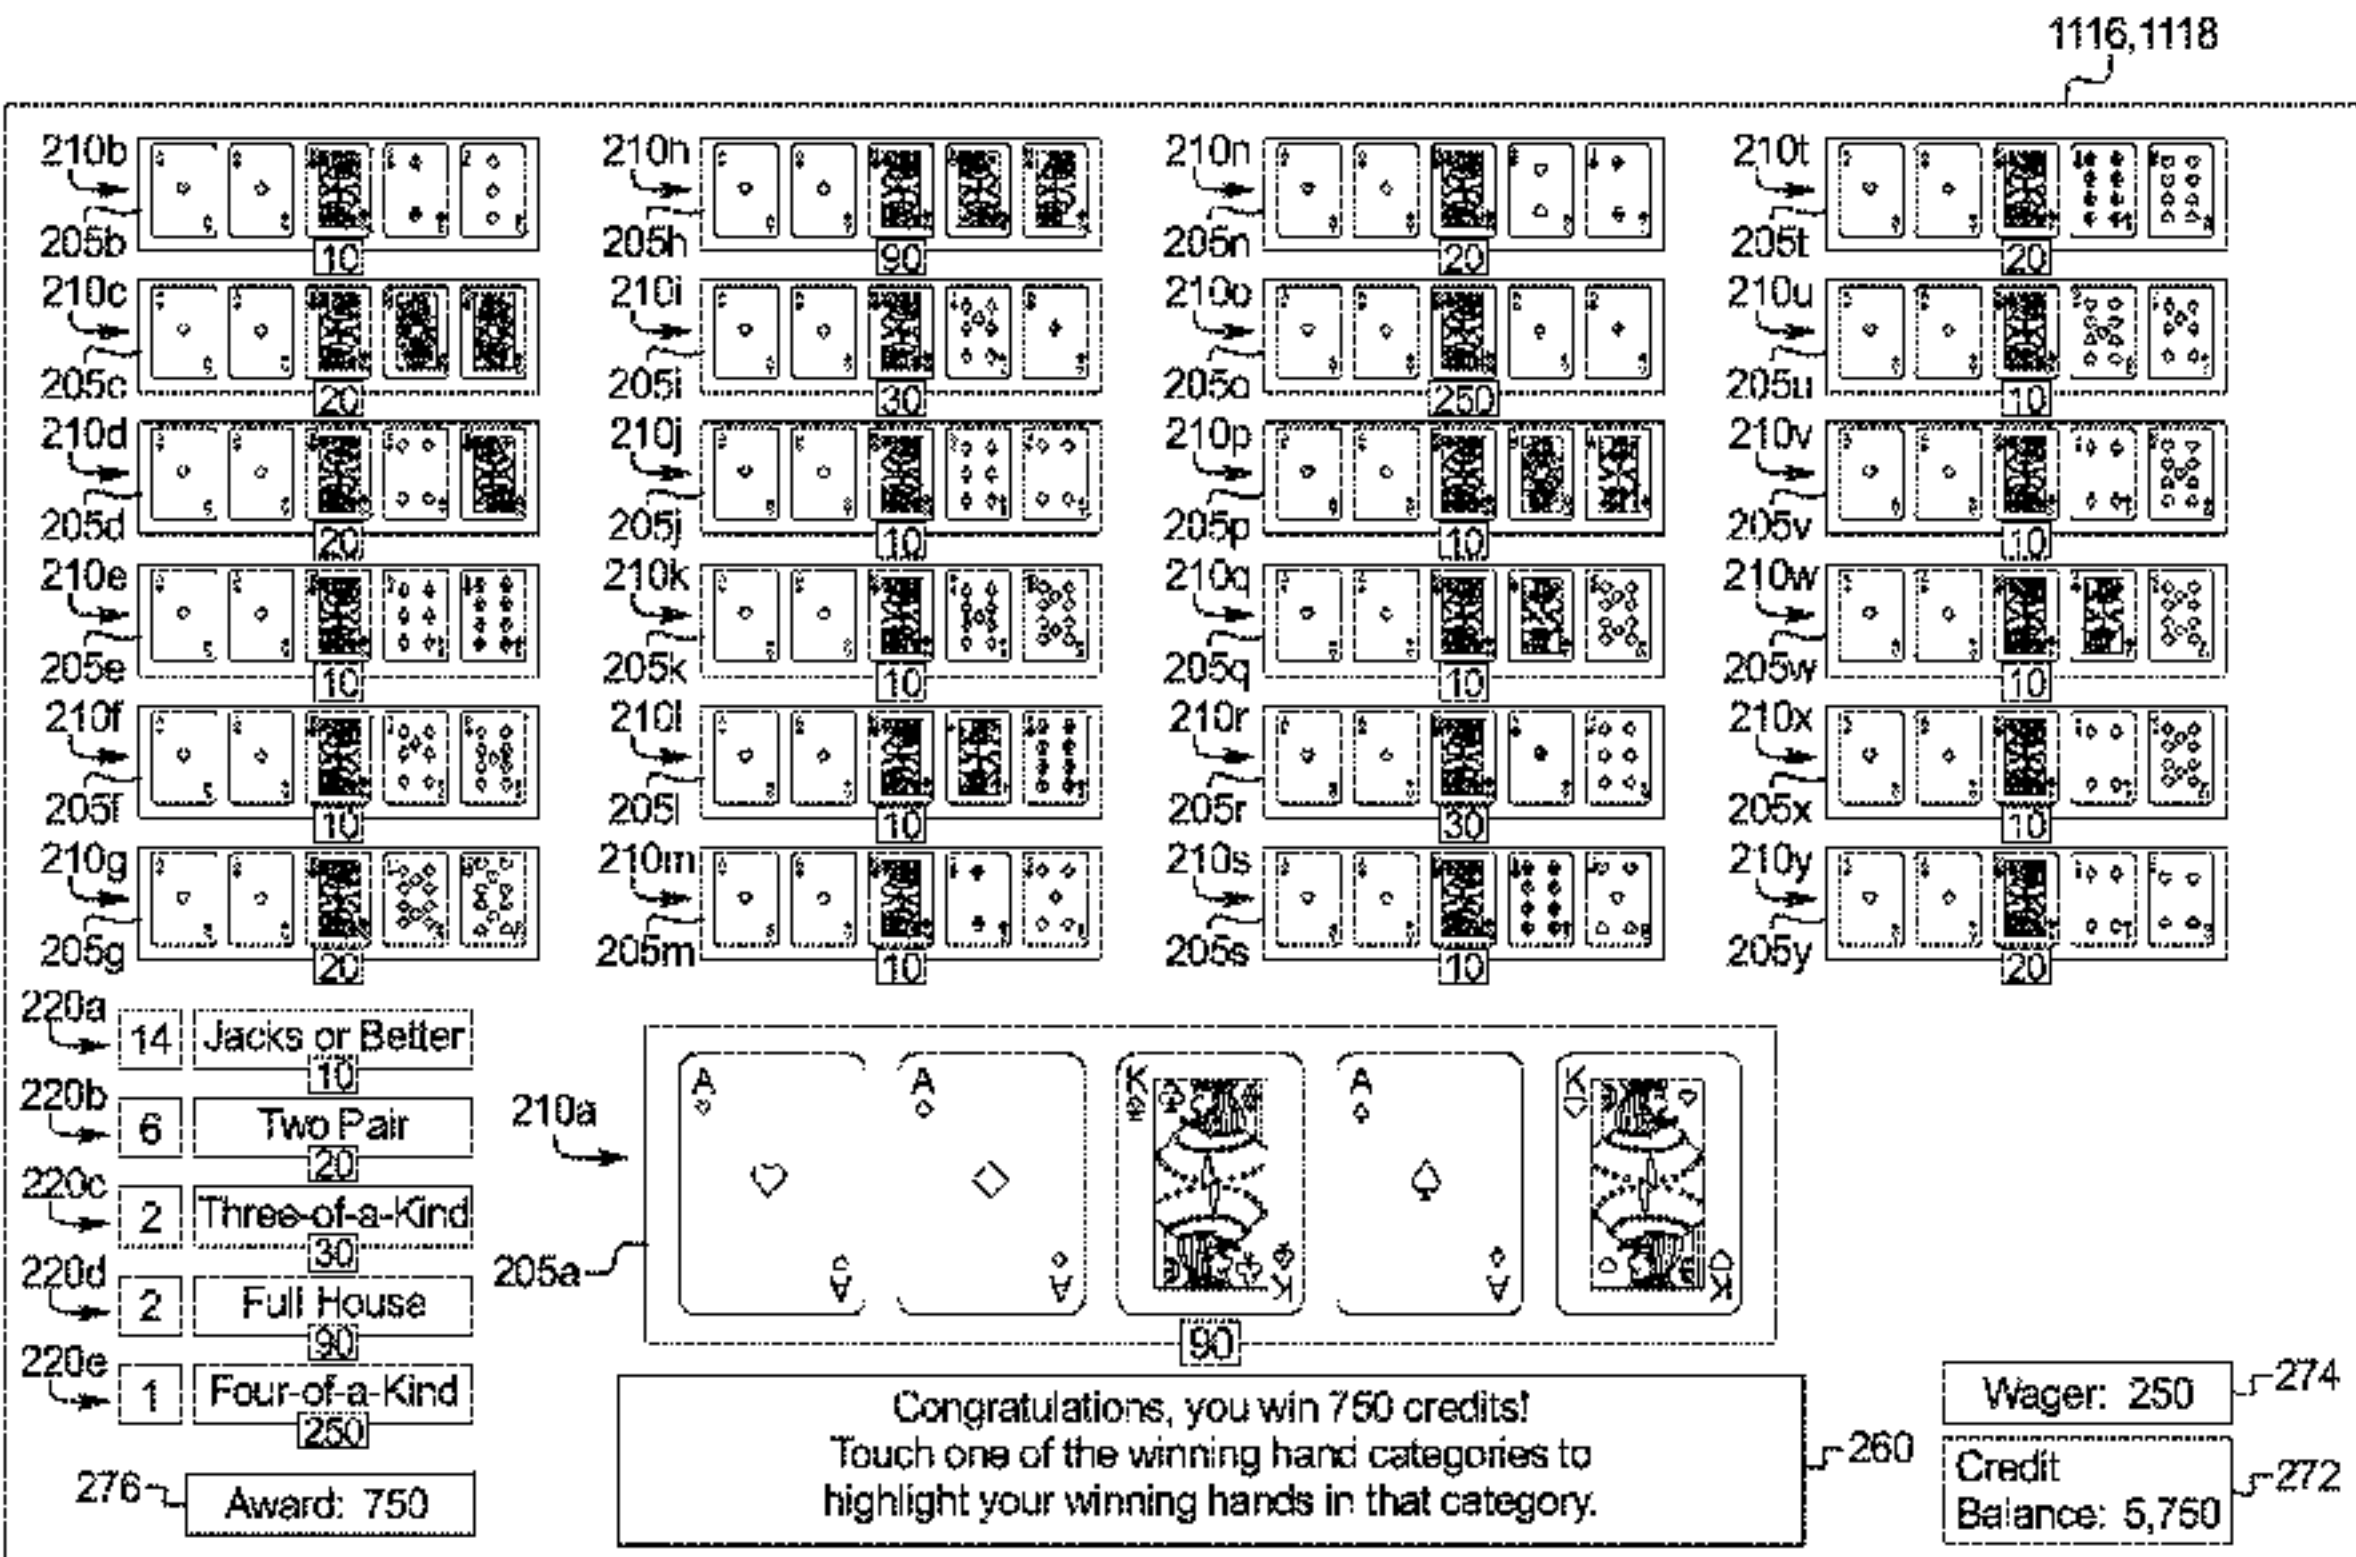 1116,1118
210b 210h 210n 210t
205b 205h 205n 205t
10 90 20 20
210c 210i 210o 210u
205c 205i 205o 205u
20 30 250 10
210d 210j 210p 210v
205d 205j 205p 205v
20 10 10 10
210e 210k 210q 210w
205e 205k 205q 205w
10 10 10 10
210f 210l 210r 210x
205f 205l 205r 205x
10 10 30 10
210g 210m 210s 210y
205g 205m 205s 205y
20 10 10 20
220a 14 Jacks or Better
10
220b 6 Two Pair
20
220c 2 Three-of-a-Kind
30
220d 2 Full House
90
220e 1 Four-of-a-Kind
250
276 Award: 750
210a
205a
A A K A K
A A K A K
90
Congratulations, you win 750 credits!
Touch one of the winning hand categories to
highlight your winning hands in that category.
260
Wager: 250 274
Credit
Balance: 5,750 272